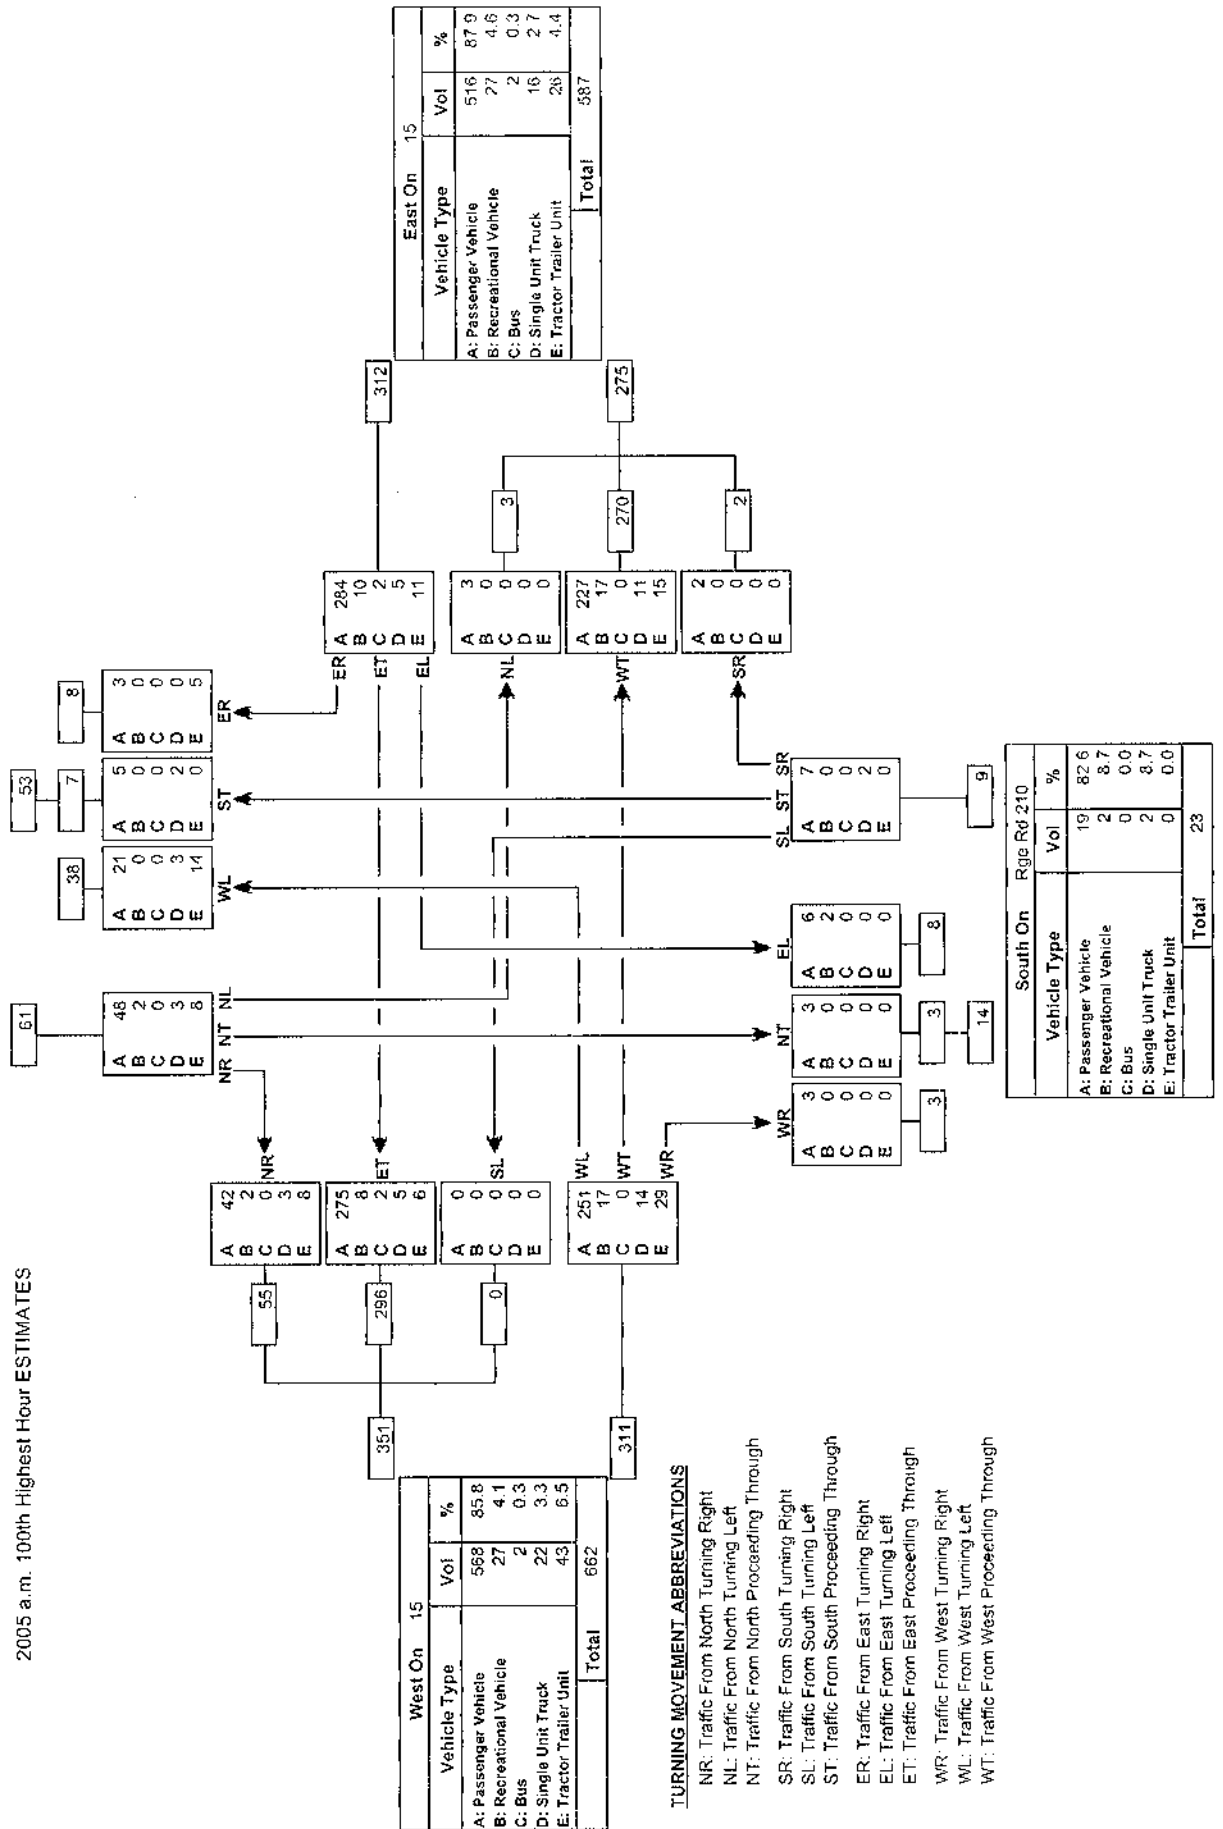 2005 a.m. 100th Highest Hour ESTIMATES
61
A 48
B 2
C 0
D 3
E 8
NR NT NL
38
A 21
B 0
C 0
D 3
E 14
WL
53
7
A 5
B 0
C 0
D 2
E 0
ST
8
A 3
B 0
C 0
D 0
E 5
ER
West On 15
Vehicle Type Vol %
A: Passenger Vehicle 568 85.8
B: Recreational Vehicle 27 4.1
C: Bus 2 0.3
D: Single Unit Truck 22 3.3
E: Tractor Trailer Unit 43 6.5
Total 662
351
311
55
A 42
B 2
C 0
D 3
E 8
NR
296
A 275
B 8
C 2
D 5
E 6
ET
0
A 0
B 0
C 0
D 0
E 0
SL
A 251
B 17
C 0
D 14
E 29
WL
WT
WR
ER
ET
EL
A 284
B 10
C 2
D 5
E 11
312
NL
A 3
B 0
C 0
D 0
E 0
3
WT
A 227
B 17
C 0
D 11
E 15
270
SR
A 2
B 0
C 0
D 0
E 0
2
275
East On 15
Vehicle Type Vol %
A: Passenger Vehicle 516 87.9
B: Recreational Vehicle 27 4.6
C: Bus 2 0.3
D: Single Unit Truck 16 2.7
E: Tractor Trailer Unit 26 4.4
Total 587
WR
A 3
B 0
C 0
D 0
E 0
3
NT
A 3
B 0
C 0
D 0
E 0
3
14
EL
A 6
B 2
C 0
D 0
E 0
8
SL ST SR
A 7
B 0
C 0
D 2
E 0
9
South On Rge Rd 210
Vehicle Type Vol %
A: Passenger Vehicle 19 82.6
B: Recreational Vehicle 2 8.7
C: Bus 0 0.0
D: Single Unit Truck 2 8.7
E: Tractor Trailer Unit 0 0.0
Total 23
TURNING MOVEMENT ABBREVIATIONS
NR: Traffic From North Turning Right
NL: Traffic From North Turning Left
NT: Traffic From North Proceeding Through
SR: Traffic From South Turning Right
SL: Traffic From South Turning Left
ST: Traffic From South Proceeding Through
ER: Traffic From East Turning Right
EL: Traffic From East Turning Left
ET: Traffic From East Proceeding Through
WR: Traffic From West Turning Right
WL: Traffic From West Turning Left
WT: Traffic From West Proceeding Through